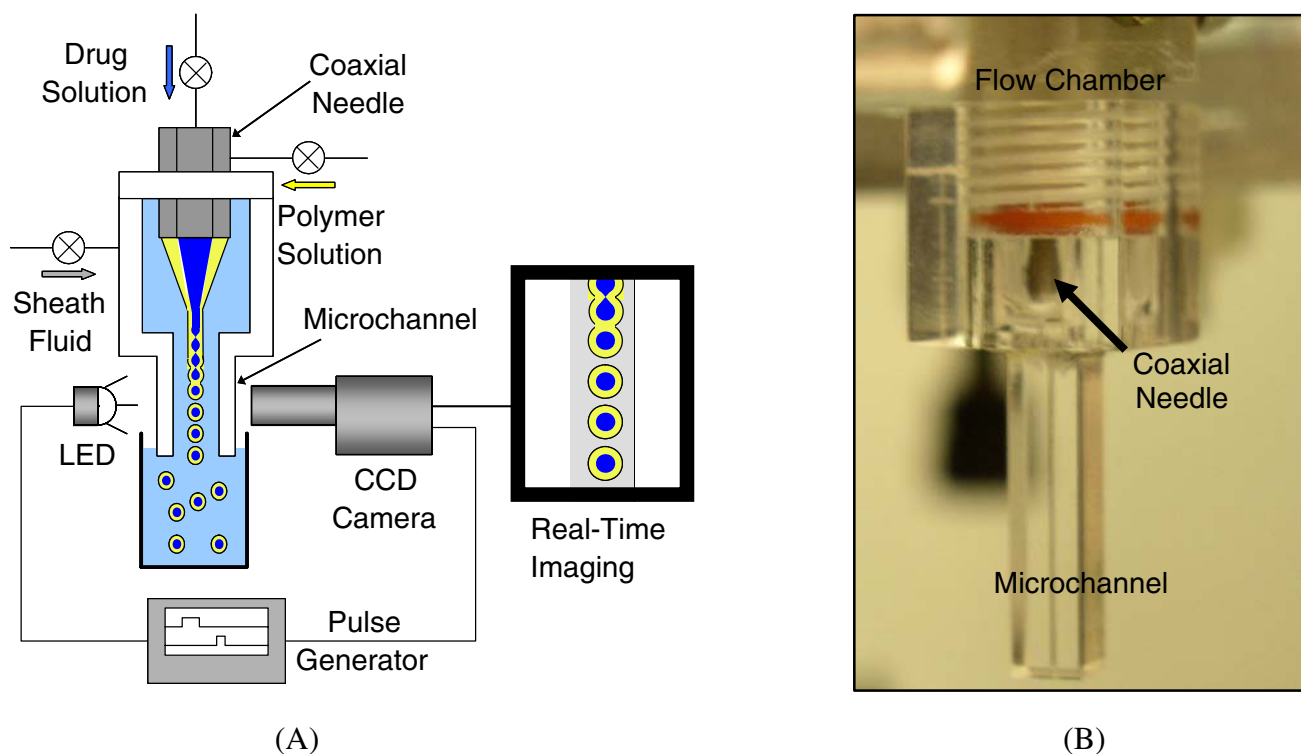 Drug
Solution
Coaxial
Needle
Polymer
Solution
Sheath
Fluid
Microchannel
LED
CCD
Camera
Real-Time
Imaging
Pulse
Generator
(A)
Flow Chamber
Coaxial
Needle
Microchannel
(B)